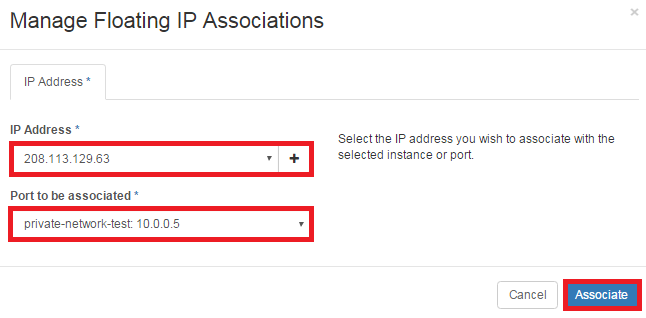 Manage Floating IP Associations
×
IP Address *
IP Address *
208.113.129.63
+
Select the IP address you wish to associate with the
selected instance or port.
Port to be associated *
private-network-test: 10.0.0.5
Cancel
Associate